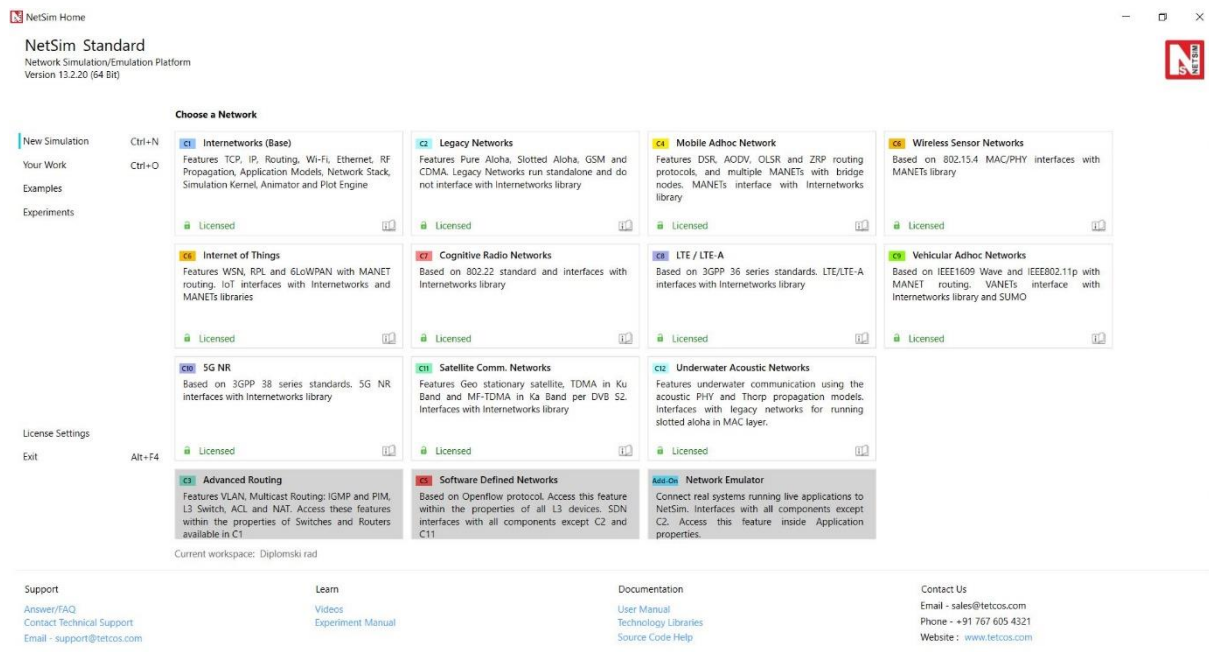 NetSim Home
NetSim Standard
Network Simulation/Emulation Platform
Version 13.2.20 (64 Bit)
NETSIM
Choose a Network
New Simulation Ctrl+N
Your Work Ctrl+O
Examples
Experiments
License Settings
Exit Alt+F4
C1 Internetworks (Base)
Features TCP, IP, Routing, Wi-Fi, Ethernet, RF
Propagation, Application Models, Network Stack,
Simulation Kernel, Animator and Plot Engine
Licensed
C2 Legacy Networks
Features Pure Aloha, Slotted Aloha, GSM and
CDMA. Legacy Networks run standalone and do
not interface with Internetworks library
Licensed
C4 Mobile Adhoc Network
Features DSR, AODV, OLSR and ZRP routing
protocols, and multiple MANETs with bridge
nodes. MANETs interface with Internetworks
library
Licensed
C6 Wireless Sensor Networks
Based on 802.15.4 MAC/PHY interfaces with
MANETs library
Licensed
C6 Internet of Things
Features WSN, RPL and 6LoWPAN with MANET
routing. IoT interfaces with Internetworks and
MANETs libraries
Licensed
C7 Cognitive Radio Networks
Based on 802.22 standard and interfaces with
Internetworks library
Licensed
C8 LTE / LTE-A
Based on 3GPP 36 series standards. LTE/LTE-A
interfaces with Internetworks library
Licensed
C9 Vehicular Adhoc Networks
Based on IEEE1609 Wave and IEEE802.11p with
MANET routing. VANETs interface with
Internetworks library and SUMO
Licensed
C10 5G NR
Based on 3GPP 38 series standards. 5G NR
interfaces with Internetworks library
Licensed
C11 Satellite Comm. Networks
Features Geo stationary satellite, TDMA in Ku
Band and MF-TDMA in Ka Band per DVB S2.
Interfaces with Internetworks library
Licensed
C12 Underwater Acoustic Networks
Features underwater communication using the
acoustic PHY and Thorp propagation models.
Interfaces with legacy networks for running
slotted aloha in MAC layer.
Licensed
C3 Advanced Routing
Features VLAN, Multicast Routing: IGMP and PIM,
L3 Switch, ACL and NAT. Access these features
within the properties of Switches and Routers
available in C1
C5 Software Defined Networks
Based on Openflow protocol. Access this feature
within the properties of all L3 devices. SDN
interfaces with all components except C2 and
C11
Add-On Network Emulator
Connect real systems running live applications to
NetSim. Interfaces with all components except
C2. Access this feature inside Application
properties.
Current workspace: Diplomski rad
Support
Answer/FAQ
Contact Technical Support
Email - support@tetcos.com
Learn
Videos
Experiment Manual
Documentation
User Manual
Technology Libraries
Source Code Help
Contact Us
Email - sales@tetcos.com
Phone - +91 767 605 4321
Website : www.tetcos.com